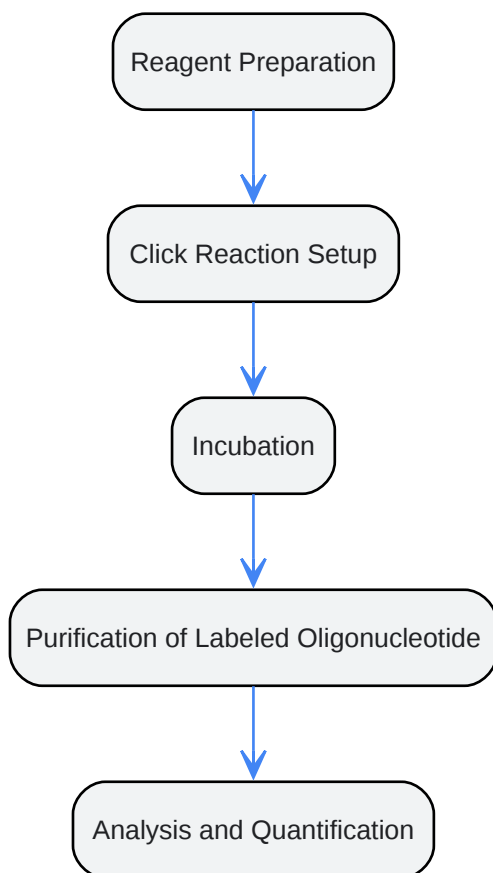 Reagent Preparation
Click Reaction Setup
Incubation
Purification of Labeled Oligonucleotide
Analysis and Quantification